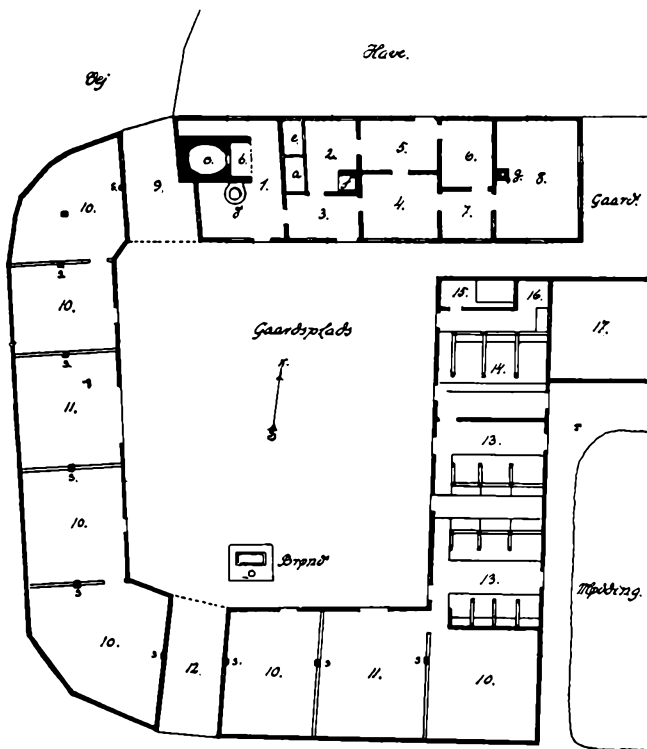 Vej
Have.
Gaard.
o.
b.
e.
a
1.
2.
f
3.
4.
5.
6.
7.
g.
8.
9.
10.
s.
10.
s
s
11.
s.
10.
s
10.
s
12.
s.
10.
s
11.
s
10.
Gaardsplads
n.
S
Brønd
15.
16.
14.
17.
13.
13.
Mødding.